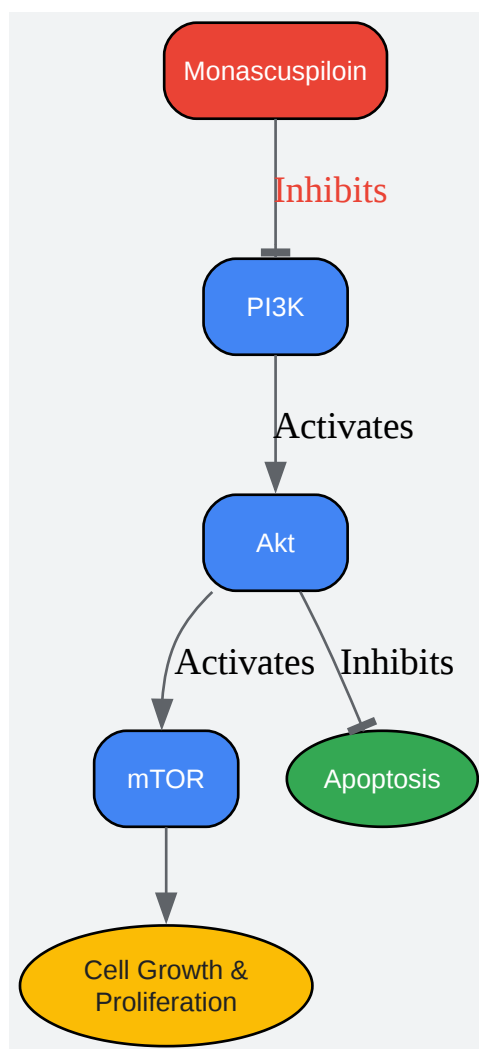 Monascuspiloin
Inhibits
PI3K
Activates
Akt
Activates
Inhibits
mTOR
Apoptosis
Cell Growth &
Proliferation